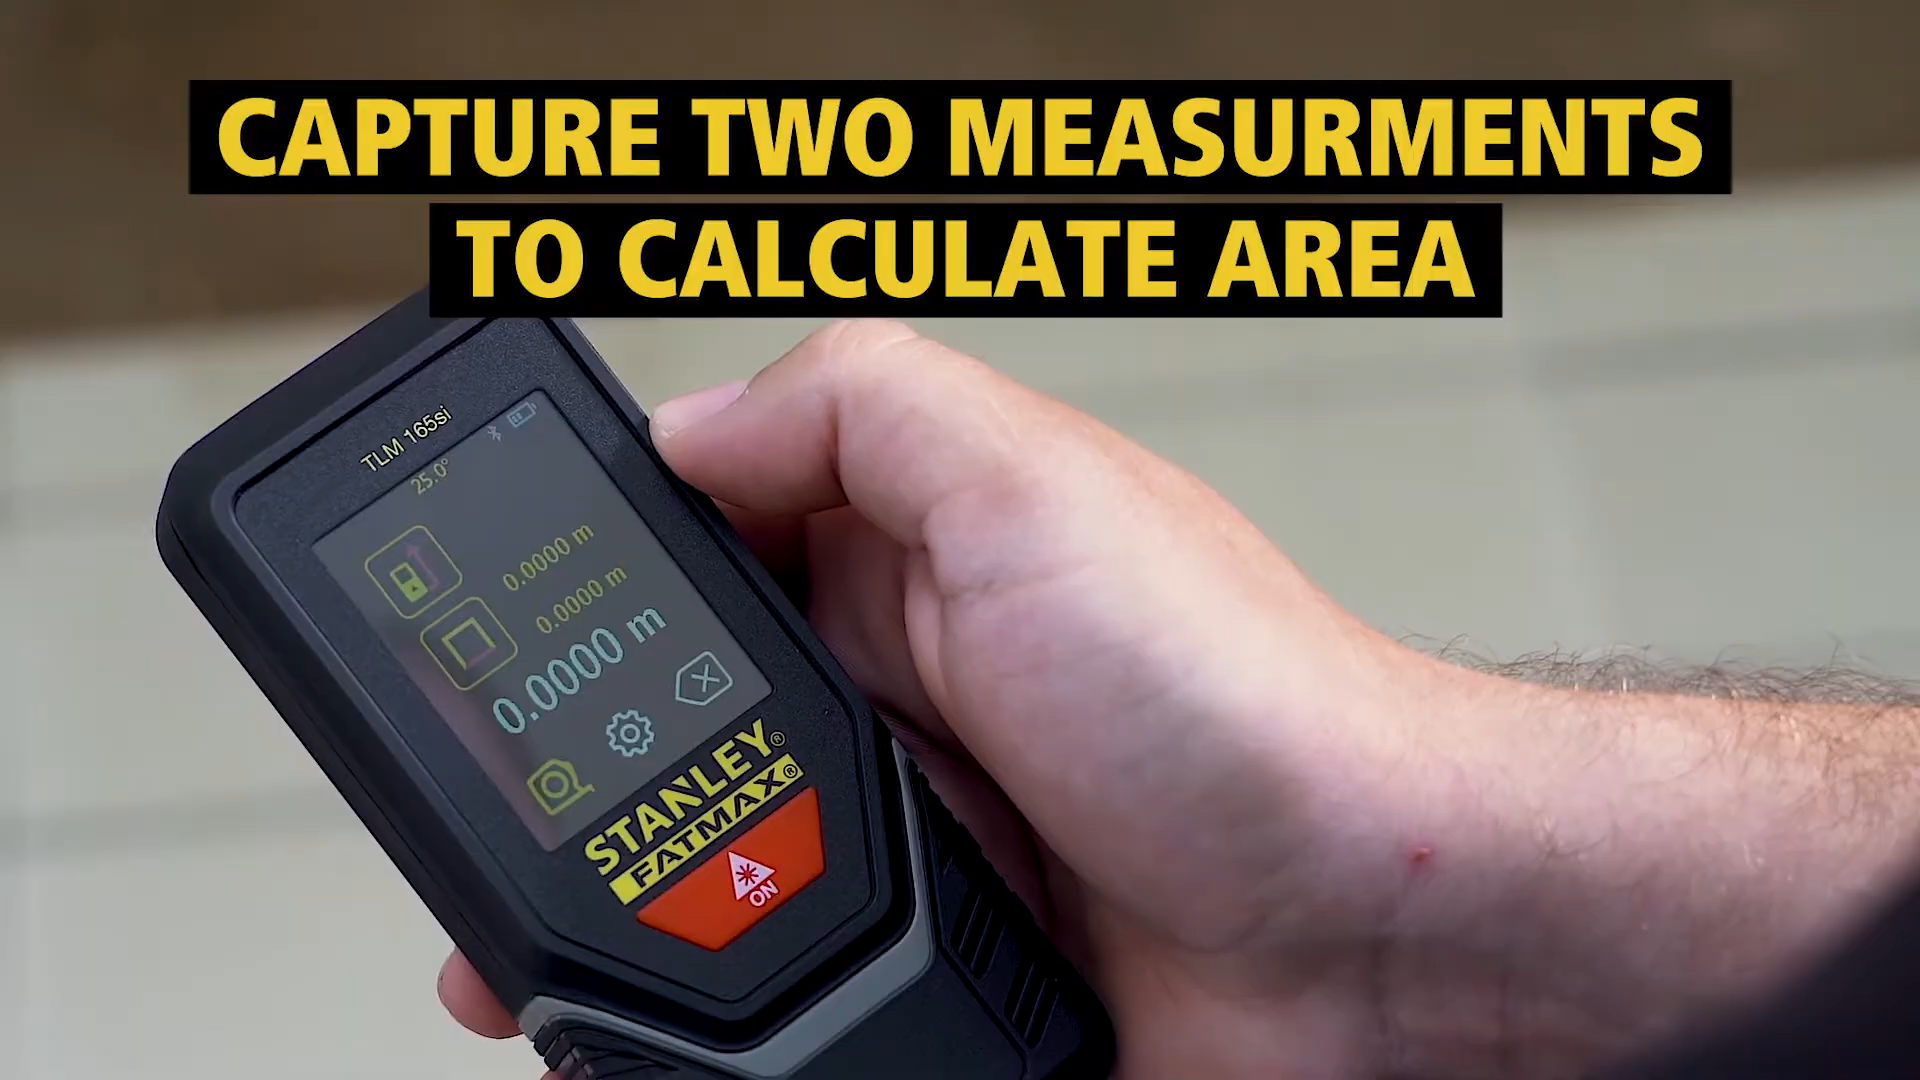 CAPTURE TWO MEASURMENTS
TO CALCULATE AREA
TLM 165si
25.0°
0.0000 m
0.0000 m
0.0000 m
STANLEY®
FATMAX®
ON